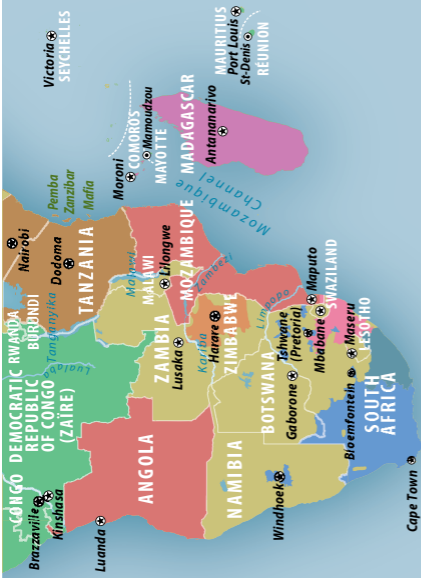 CONGO
DEMOCRATIC
REPUBLIC
OF CONGO
(ZAIRE)
RWANDA
BURUNDI
Brazzaville
Kinshasa
Luanda
Lualaba
Tanganyika
Nairobi
Dodoma
TANZANIA
Pemba
Zanzibar
Mafia
Victoria
SEYCHELLES
ANGOLA
ZAMBIA
Lusaka
Malawi
MALAWI
Lilongwe
MOZAMBIQUE
Zambezi
Kariba
Harare
ZIMBABWE
Moroni
COMOROS
Mamoudzou
MAYOTTE
MADAGASCAR
Antananarivo
Mozambique
Channel
MAURITIUS
Port Louis
St-Denis
RÉUNION
NAMIBIA
Windhoek
BOTSWANA
Gaborone
Limpopo
Tshwane
(Pretoria)
Maputo
Mbabane
SWAZILAND
Maseru
LESOTHO
Bloemfontein
SOUTH
AFRICA
Cape Town